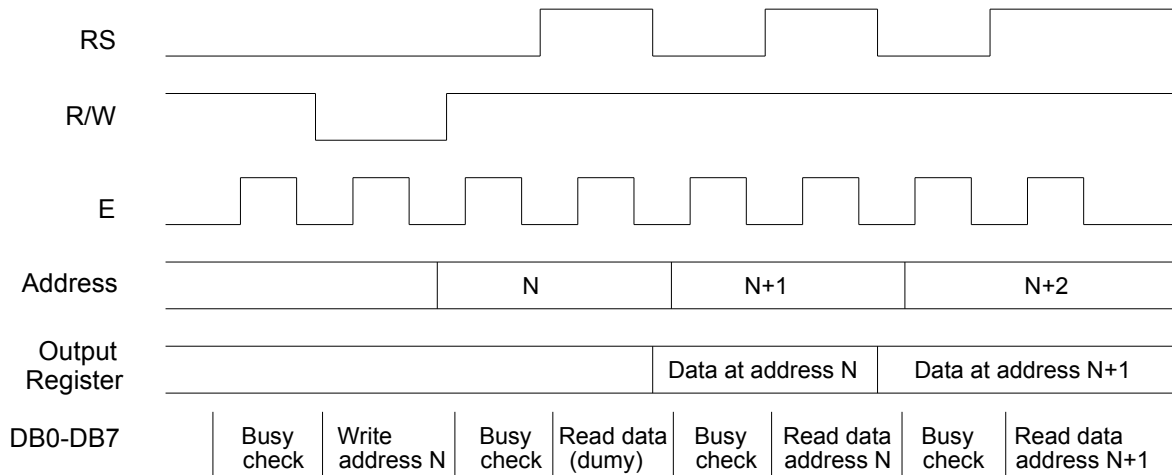 RS
R/W
E
Address
N
N+1
N+2
Output
Register
Data at address N
Data at address N+1
DB0-DB7
Busy
check
Write
address N
Busy
check
Read data
(dumy)
Busy
check
Read data
address N
Busy
check
Read data
address N+1